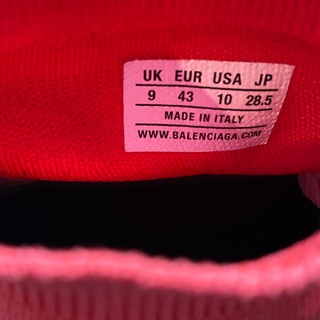 UK EUR USA JP
9 43 10 28.5
MADE IN ITALY
WWW.BALENCIAGA.COM